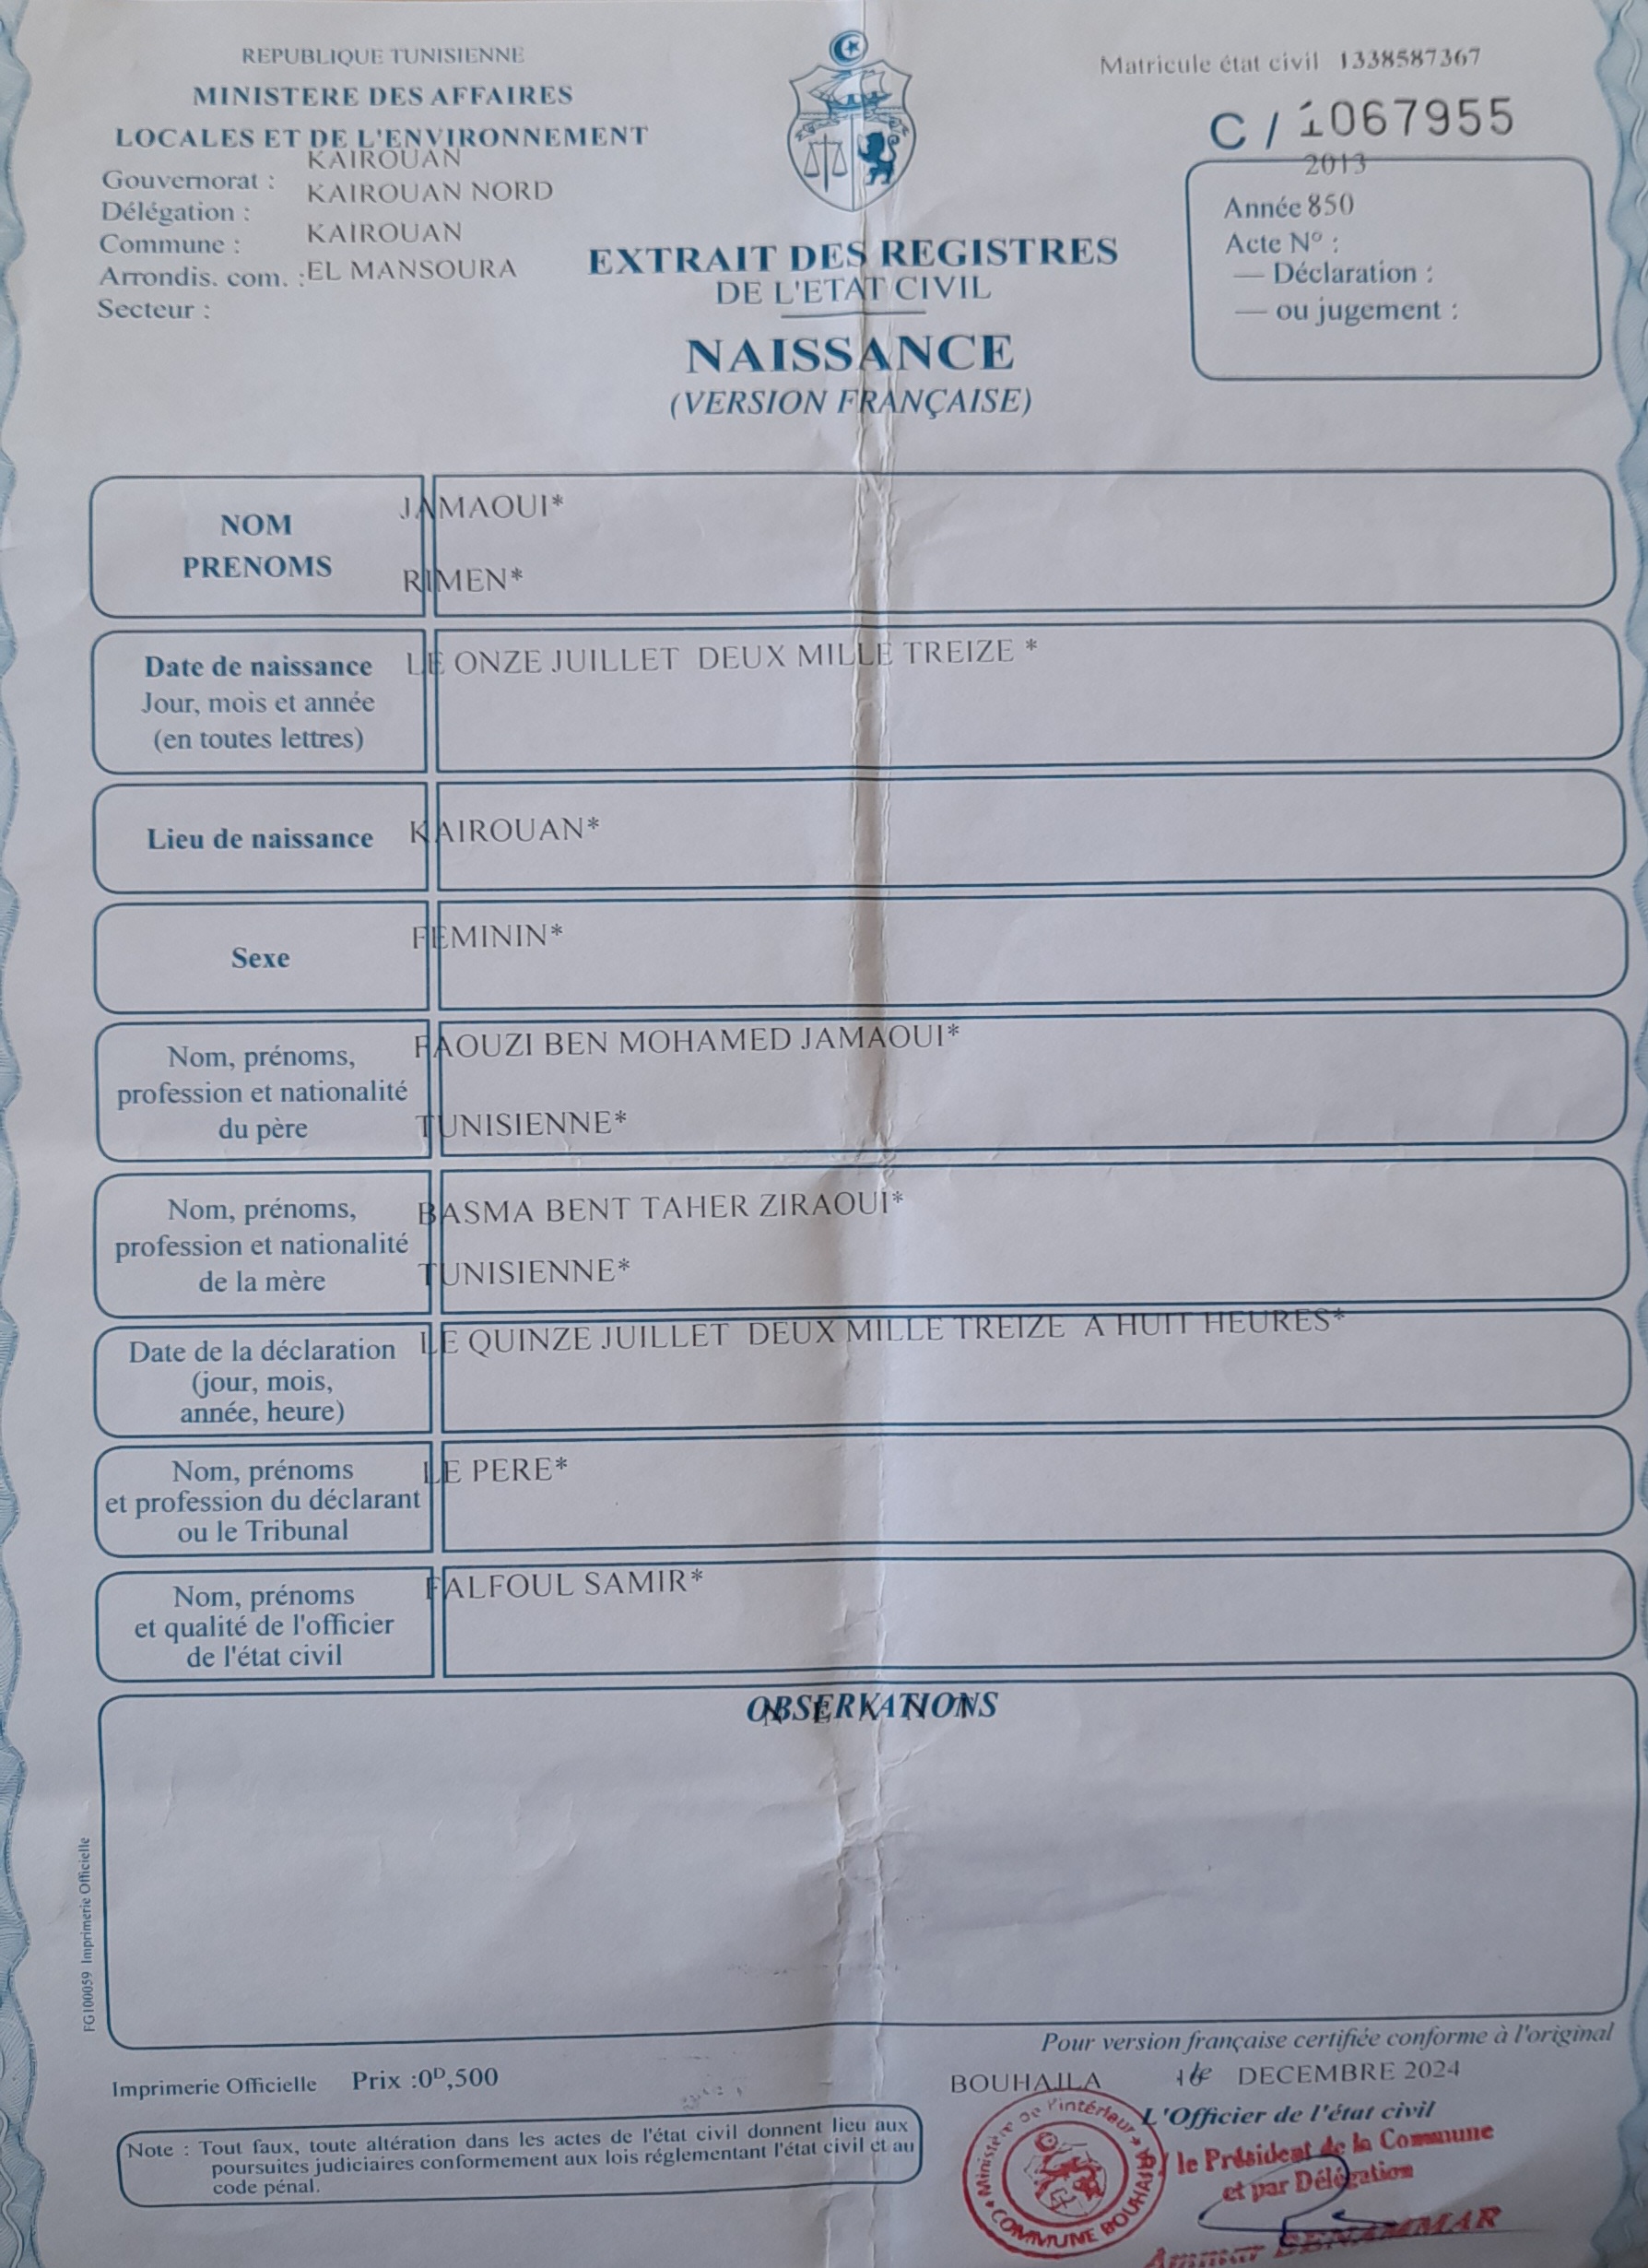 REPUBLIQUE TUNISIENNE
MINISTERE DES AFFAIRES
LOCALES ET DE L'ENVIRONNEMENT
Gouvernorat : KAIROUAN
Délégation : KAIROUAN NORD
Commune : KAIROUAN
Arrondis. com. : EL MANSOURA
Secteur :
Matricule état civil 1338587367
C / 1067955
2013
Année 850
Acte N° :
— Déclaration :
— ou jugement :
EXTRAIT DES REGISTRES
DE L'ETAT CIVIL
NAISSANCE
(VERSION FRANÇAISE)
NOM JAMAOUI*
PRENOMS RIMEN*
Date de naissance LE ONZE JUILLET DEUX MILLE TREIZE *
Jour, mois et année
(en toutes lettres)
Lieu de naissance KAIROUAN*
Sexe FEMININ*
Nom, prénoms, FAOUZI BEN MOHAMED JAMAOUI*
profession et nationalité
du père TUNISIENNE*
Nom, prénoms, BASMA BENT TAHER ZIRAOUI*
profession et nationalité
de la mère TUNISIENNE*
Date de la déclaration LE QUINZE JUILLET DEUX MILLE TREIZE A HUIT HEURES*
(jour, mois,
année, heure)
Nom, prénoms LE PERE*
et profession du déclarant
ou le Tribunal
Nom, prénoms FALFOUL SAMIR*
et qualité de l'officier
de l'état civil
OBSERVATIONS
N E A N T
FG100059 Imprimerie Officielle
Pour version française certifiée conforme à l'original
Imprimerie Officielle Prix :0D,500
BOUHAJLA DECEMBRE 2024
L'Officier de l'état civil
Note : Tout faux, toute altération dans les actes de l'état civil donnent lieu aux
poursuites judiciaires conformement aux lois réglementant l'état civil et au
code pénal.
Ministère de l'intérieur
COMMUNE BOUHAJLA
le Président de la Commune
et par Délégation
Ammar BENAMMAR